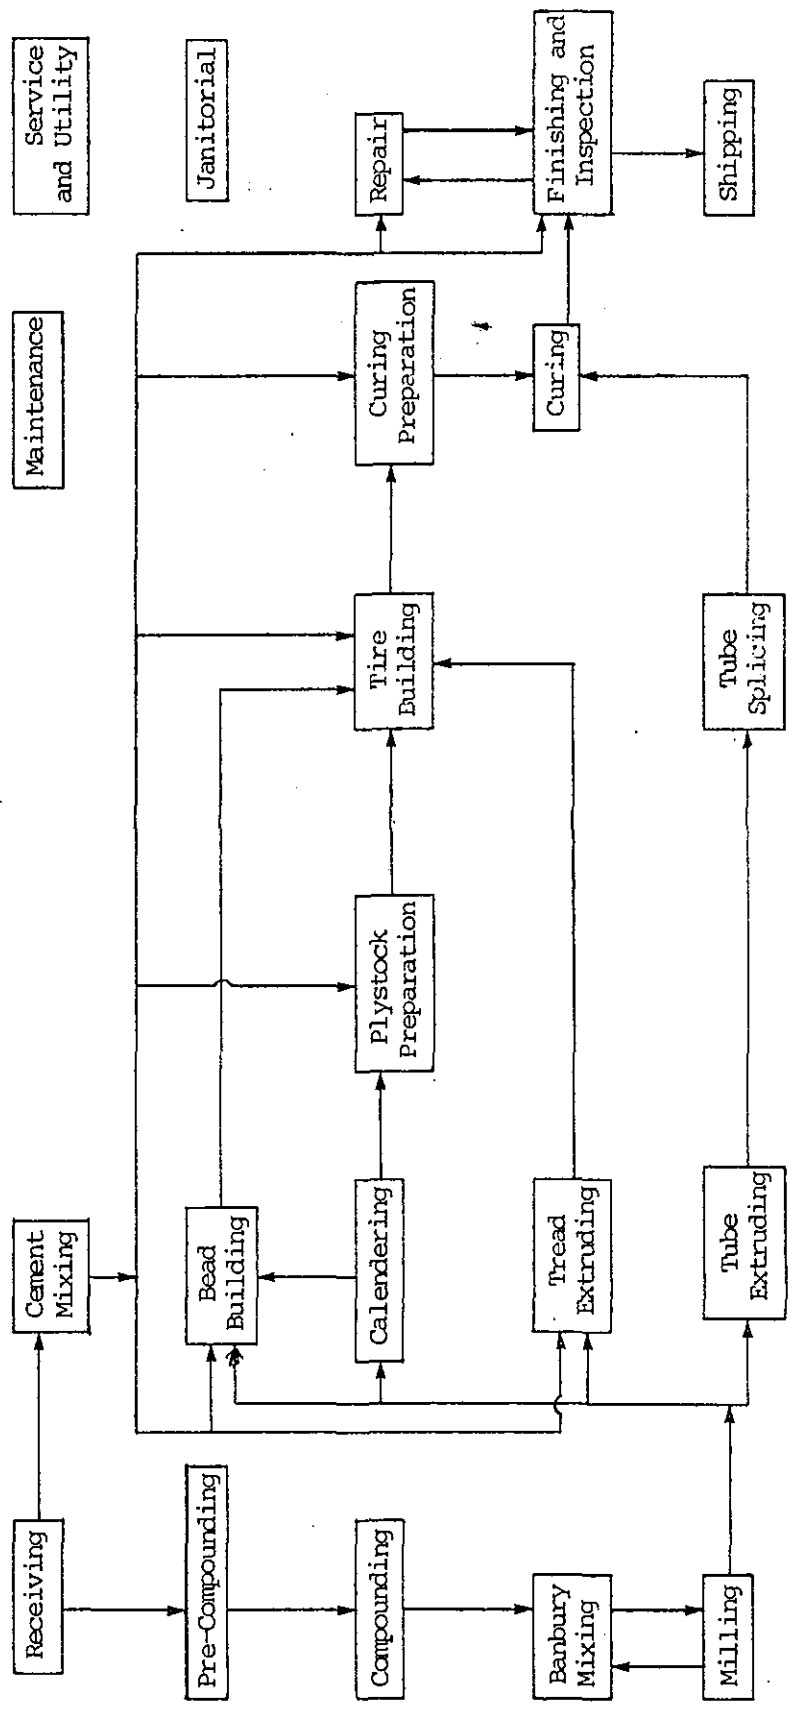 Receiving
Cement
Mixing
Maintenance
Service
and Utility
Pre-Compounding
Bead
Building
Janitorial
Compounding
Calendering
Plystock
Preparation
Tire
Building
Curing
Preparation
Repair
Banbury
Mixing
Tread
Extruding
Curing
Finishing and
Inspection
Milling
Tube
Extruding
Tube
Splicing
Shipping